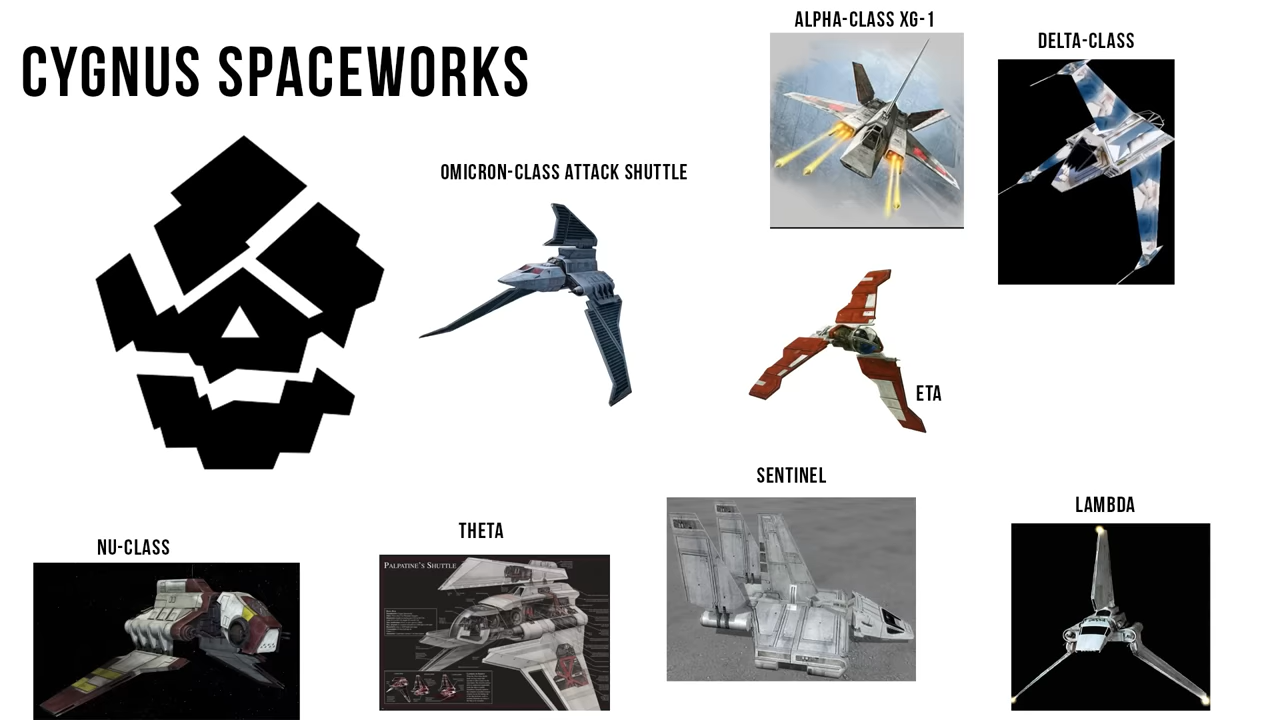 ALPHA-CLASS XG-1
DELTA-CLASS
CYGNUS SPACEWORKS
OMICRON-CLASS ATTACK SHUTTLE
ETA
SENTINEL
LAMBDA
THETA
NU-CLASS
PALPATINE'S SHUTTLE